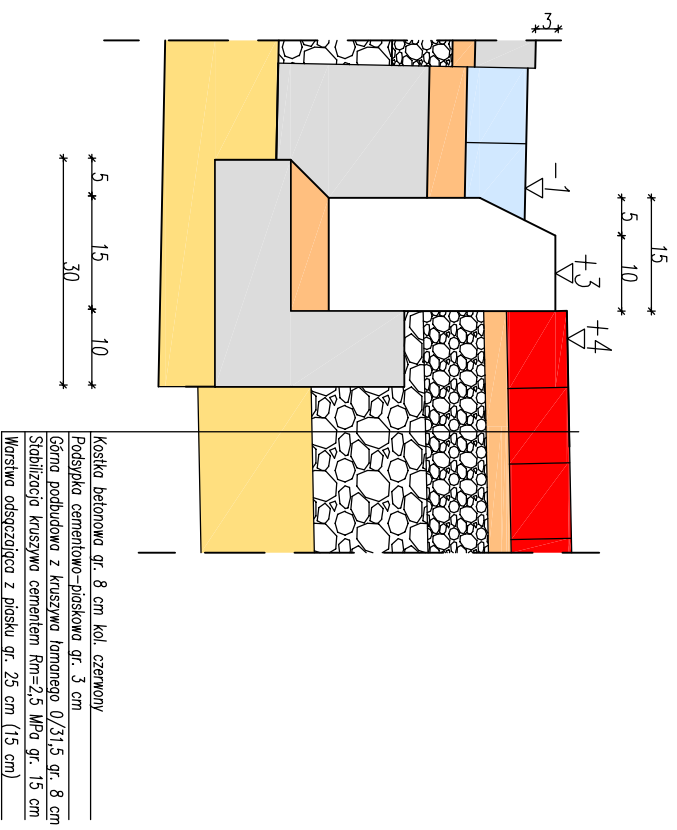 3
15
5
10
-1
+3
+4
5
15
10
30
Kostka betonowa gr. 8 cm kol. czerwony
Podsypka cementowo-piaskowa gr. 3 cm
Górna podbudowa z kruszywa łamanego 0/31,5 gr. 8 cm
Stabilizacja kruszywa cementem Rm=2,5 MPa gr. 15 cm
Warstwa odsączająca z piasku gr. 25 cm (15 cm)